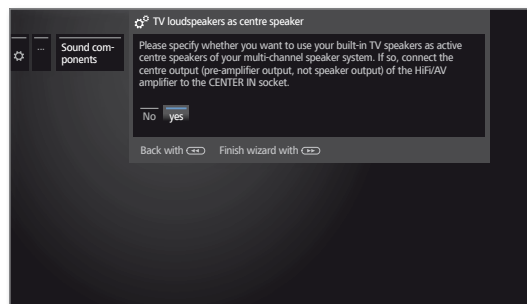 TV loudspeakers as centre speaker
...
Sound com-
ponents
Please specify whether you want to use your built-in TV speakers as active
centre speakers of your multi-channel speaker system. If so, connect the
centre output (pre-amplifier output, not speaker output) of the HiFi/AV
amplifier to the CENTER IN socket.
No yes
Back with Finish wizard with